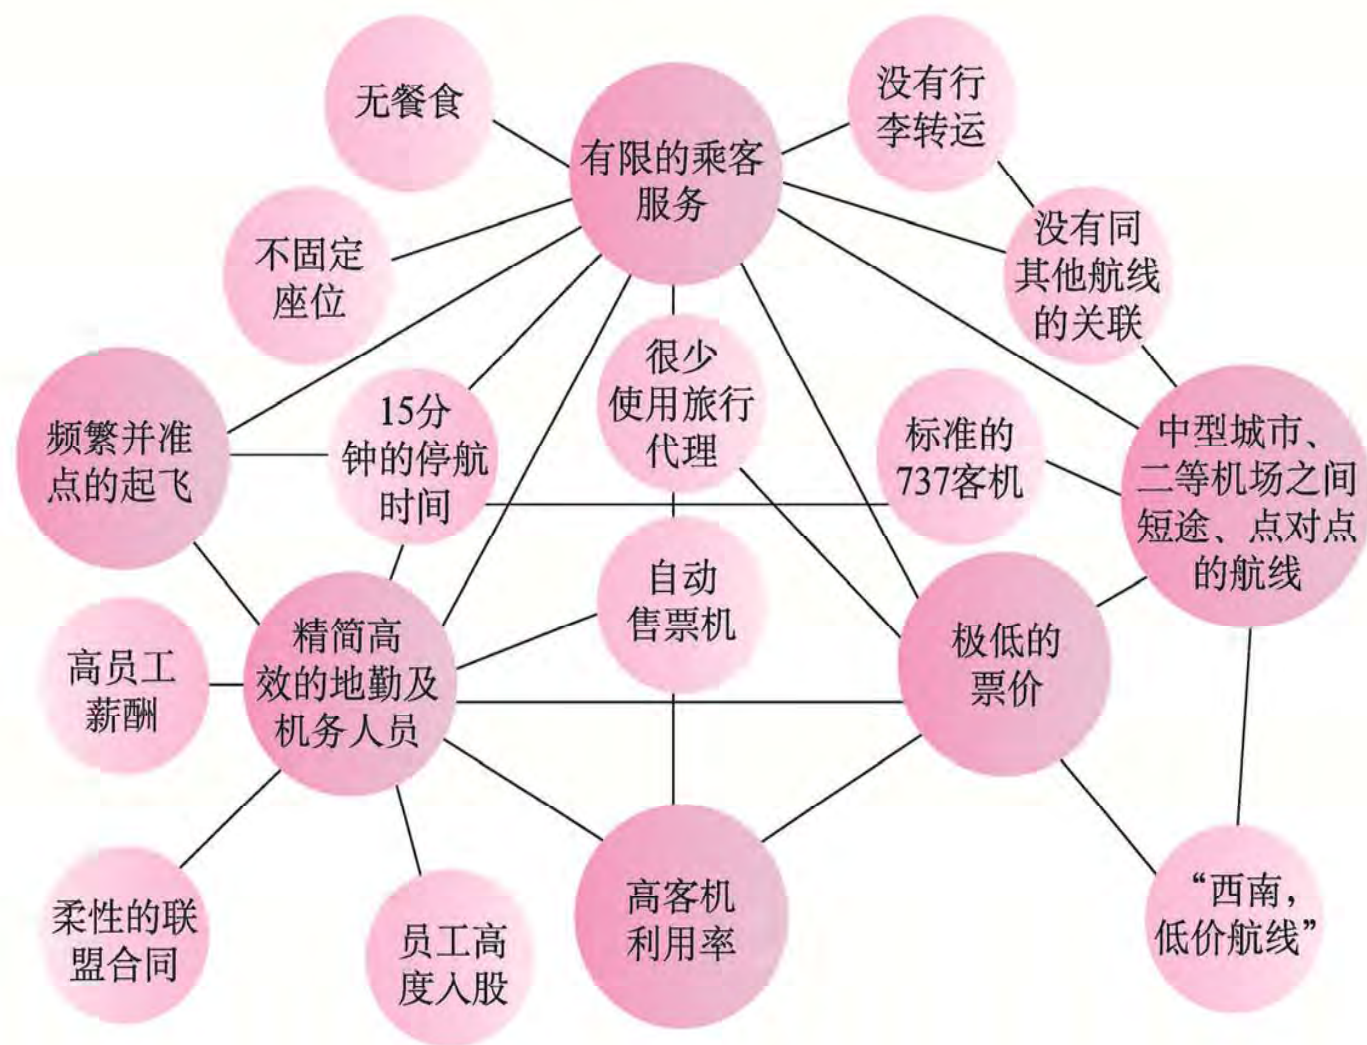 无餐食
有限的乘客
服务
没有行
李转运
不固定
座位
没有同
其他航线
的关联
频繁并准
点的起飞
15分
钟的停航
时间
很少
使用旅行
代理
标准的
737客机
中型城市、
二等机场之间
短途、点对点
的航线
高员工
薪酬
精简高
效的地勤及
机务人员
自动
售票机
极低的
票价
柔性的联
盟合同
员工高
度入股
高客机
利用率
“西南，
低价航线”